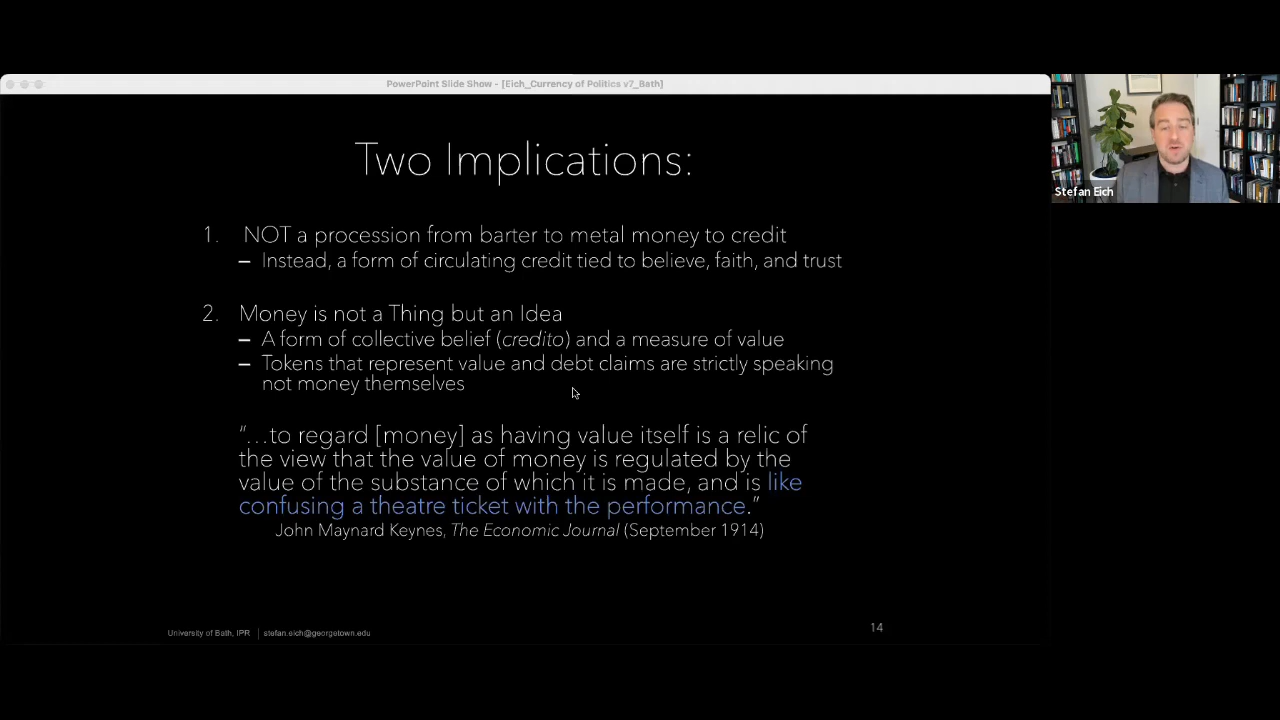 PowerPoint Slide Show - [Eich_Currency of Politics v7_Bath]
Two Implications:
1. NOT a procession from barter to metal money to credit
– Instead, a form of circulating credit tied to believe, faith, and trust
2. Money is not a Thing but an Idea
– A form of collective belief (credito) and a measure of value
– Tokens that represent value and debt claims are strictly speaking
not money themselves
“…to regard [money] as having value itself is a relic of
the view that the value of money is regulated by the
value of the substance of which it is made, and is like
confusing a theatre ticket with the performance.”
John Maynard Keynes, The Economic Journal (September 1914)
University of Bath, IPR | stefan.eich@georgetown.edu
14
Stefan Eich